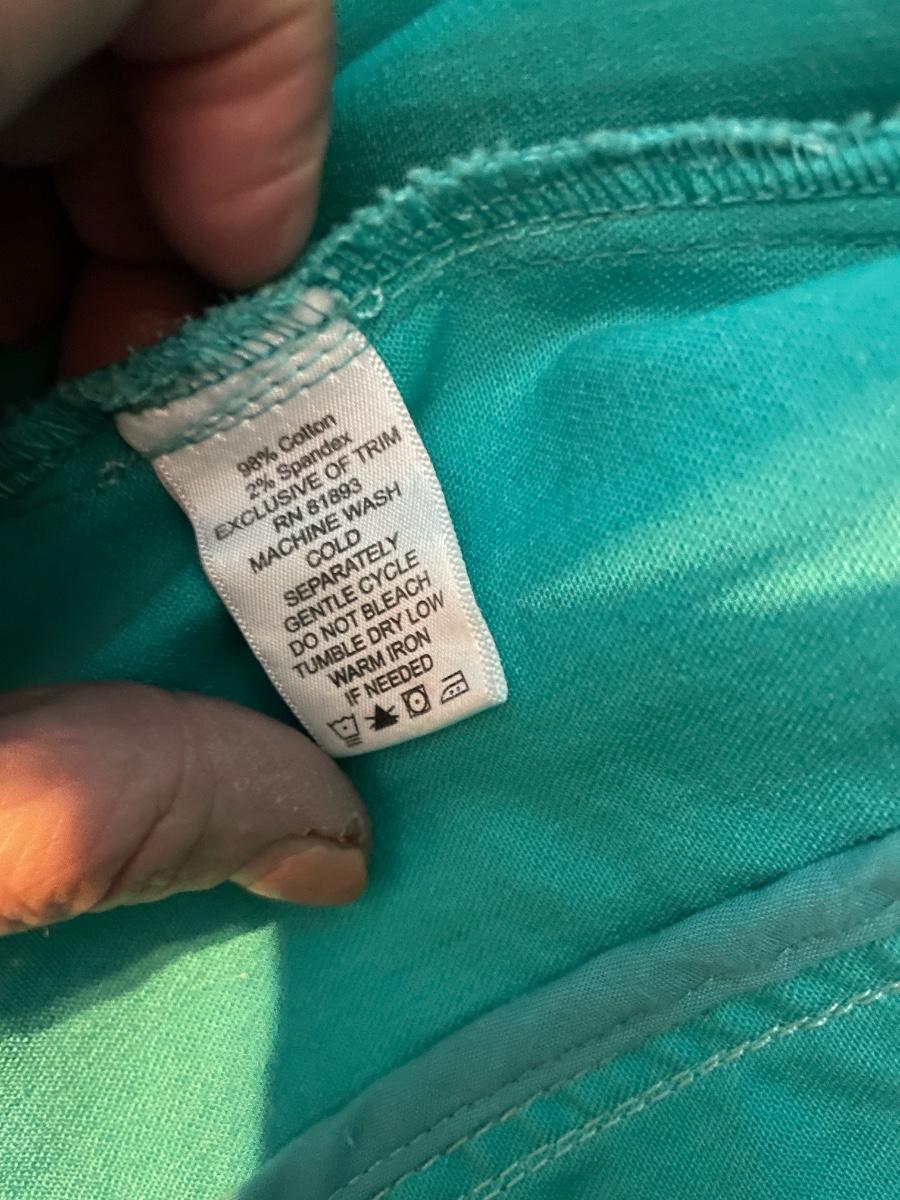 98% Cotton
2% Spandex
EXCLUSIVE OF TRIM
RN 81893
MACHINE WASH
COLD
SEPARATELY
GENTLE CYCLE
DO NOT BLEACH
TUMBLE DRY LOW
WARM IRON
IF NEEDED